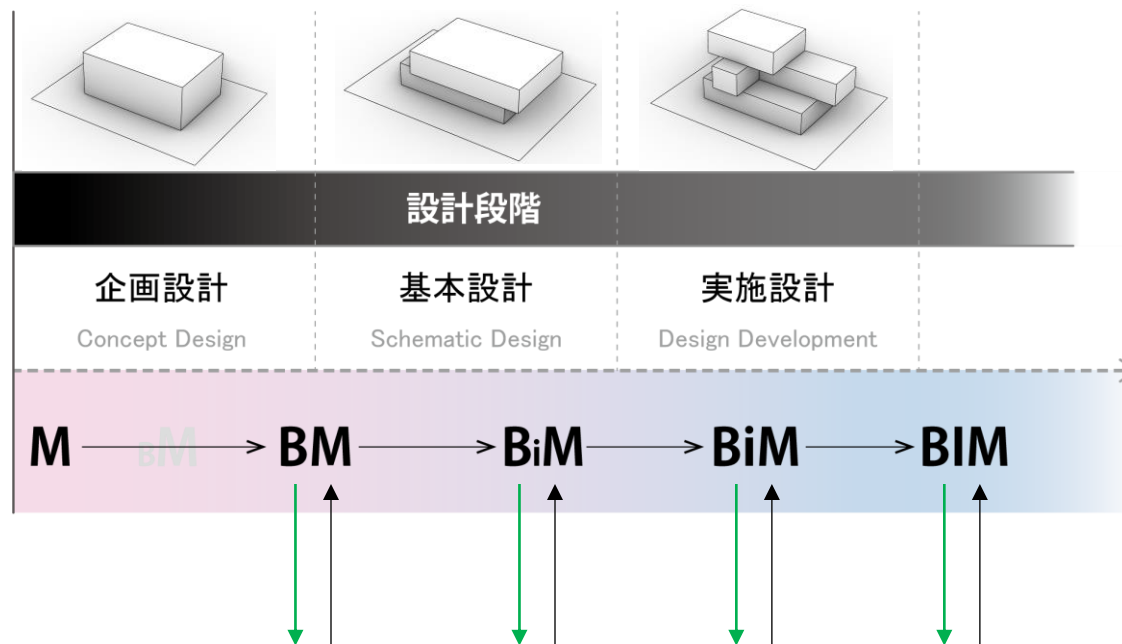 設計段階
企画設計
基本設計
実施設計
Concept Design
Schematic Design
Design Development
M BM BM BiM BiM BIM